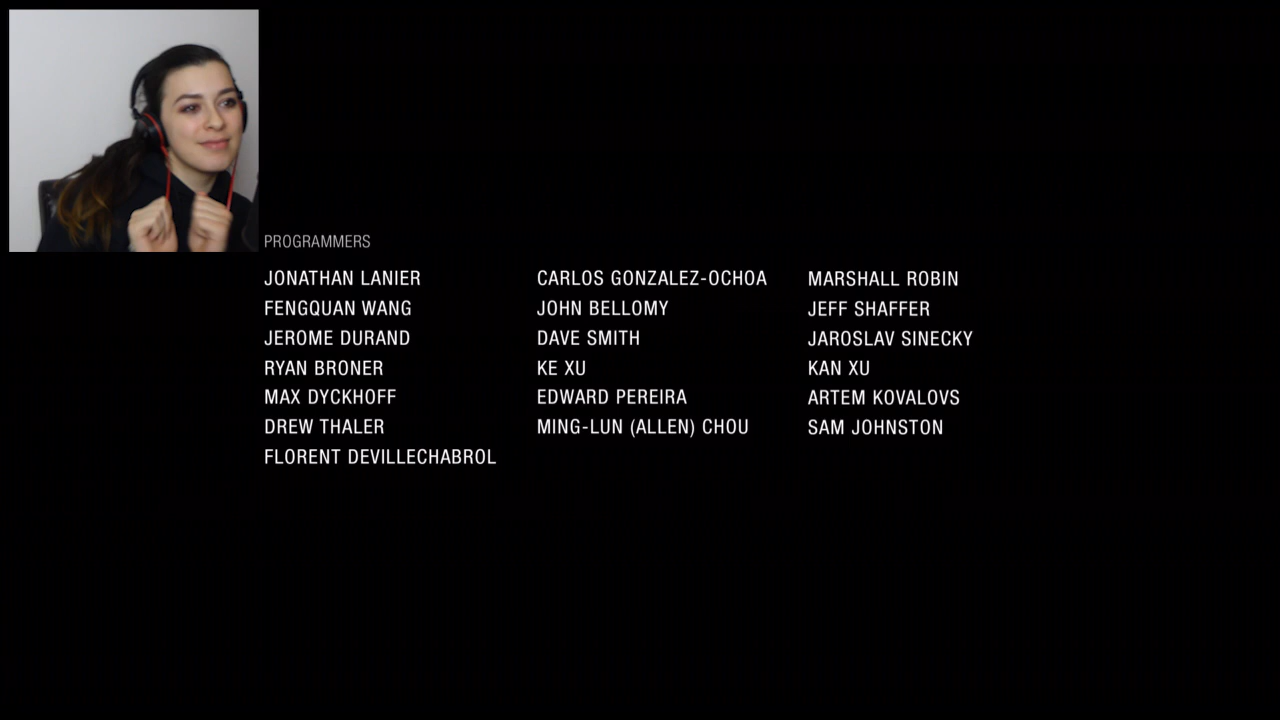 PROGRAMMERS
JONATHAN LANIER CARLOS GONZALEZ-OCHOA MARSHALL ROBIN
FENGQUAN WANG JOHN BELLOMY JEFF SHAFFER
JEROME DURAND DAVE SMITH JAROSLAV SINECKY
RYAN BRONER KE XU KAN XU
MAX DYCKHOFF EDWARD PEREIRA ARTEM KOVALOVS
DREW THALER MING-LUN (ALLEN) CHOU SAM JOHNSTON
FLORENT DEVILLECHABROL